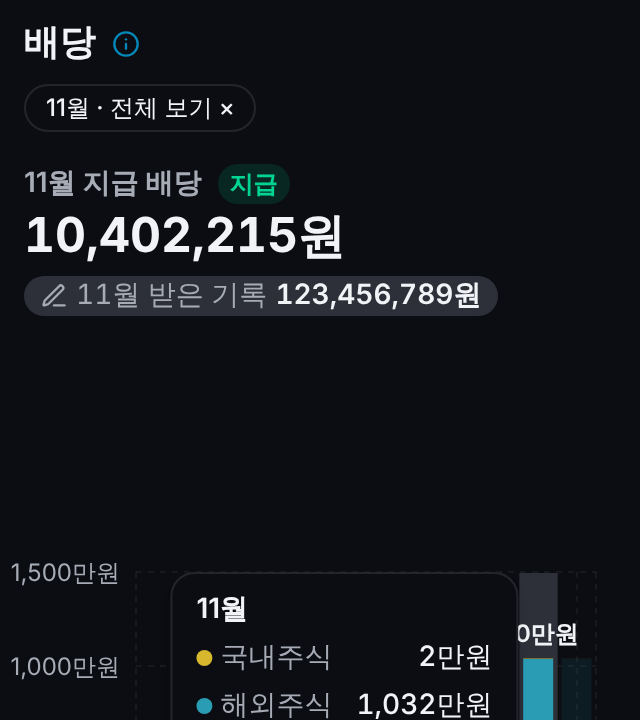 배당
11월 · 전체 보기 ×
11월 지급 배당 지급
10,402,215원
11월 받은 기록 123,456,789원
1,500만원
11월
0만원
국내주식 2만원
1,000만원
해외주식 1,032만원